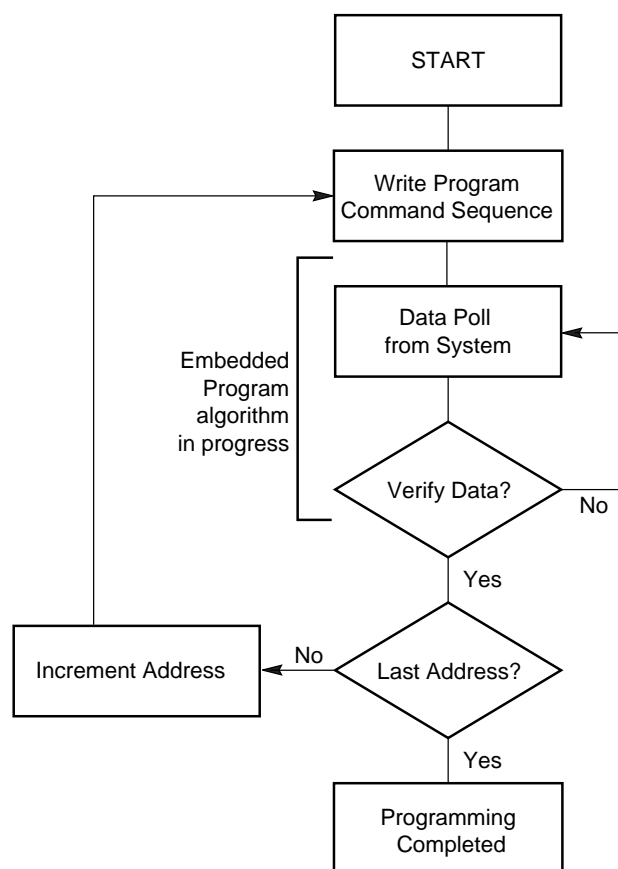 START
Write Program
Command Sequence
Data Poll
from System
Embedded
Program
algorithm
in progress
Verify Data?
No
Yes
Increment Address
No
Last Address?
Yes
Programming
Completed